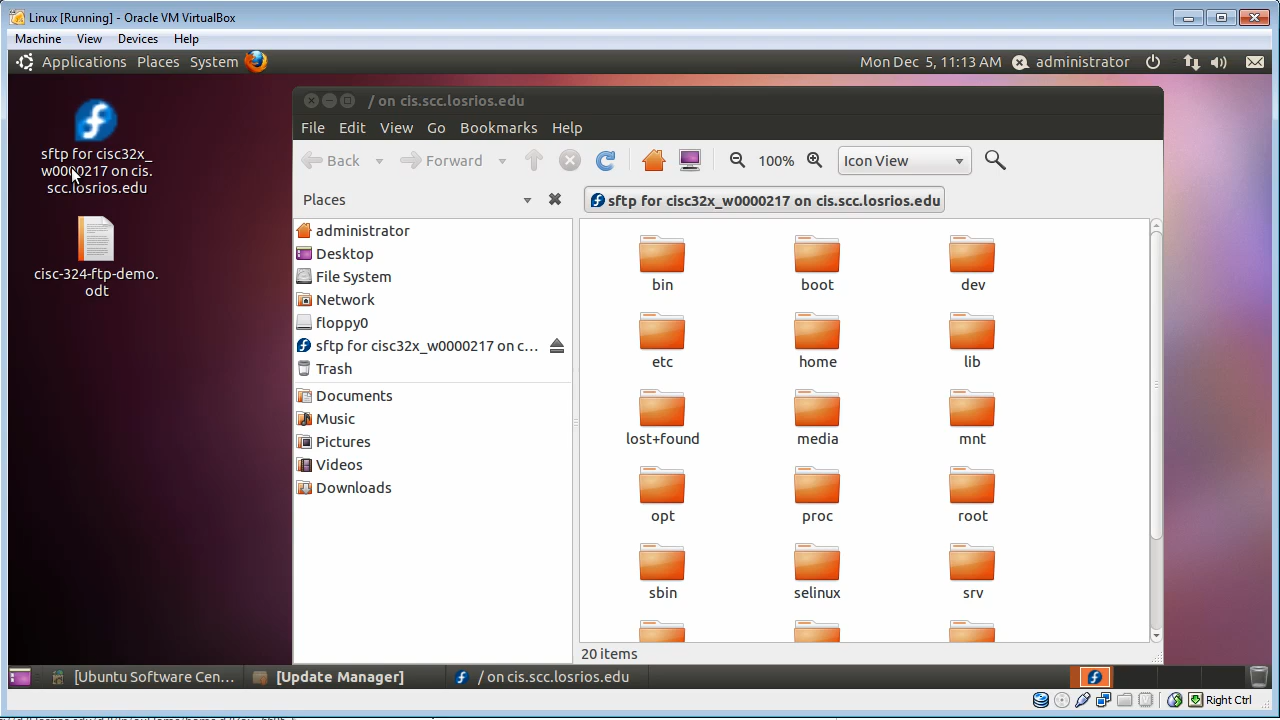 Linux [Running] - Oracle VM VirtualBox
Machine View Devices Help
Applications Places System
Mon Dec 5, 11:13 AM administrator
sftp for cisc32x_
w0000217 on cis.
scc.losrios.edu
cisc-324-ftp-demo.
odt
/ on cis.scc.losrios.edu
File Edit View Go Bookmarks Help
Back Forward 100% Icon View
Places
sftp for cisc32x_w0000217 on cis.scc.losrios.edu
administrator
Desktop
File System
Network
floppy0
sftp for cisc32x_w0000217 on c...
Trash
Documents
Music
Pictures
Videos
Downloads
bin boot dev
etc home lib
lost+found media mnt
opt proc root
sbin selinux srv
20 items
[Ubuntu Software Cen... [Update Manager] / on cis.scc.losrios.edu
Right Ctrl